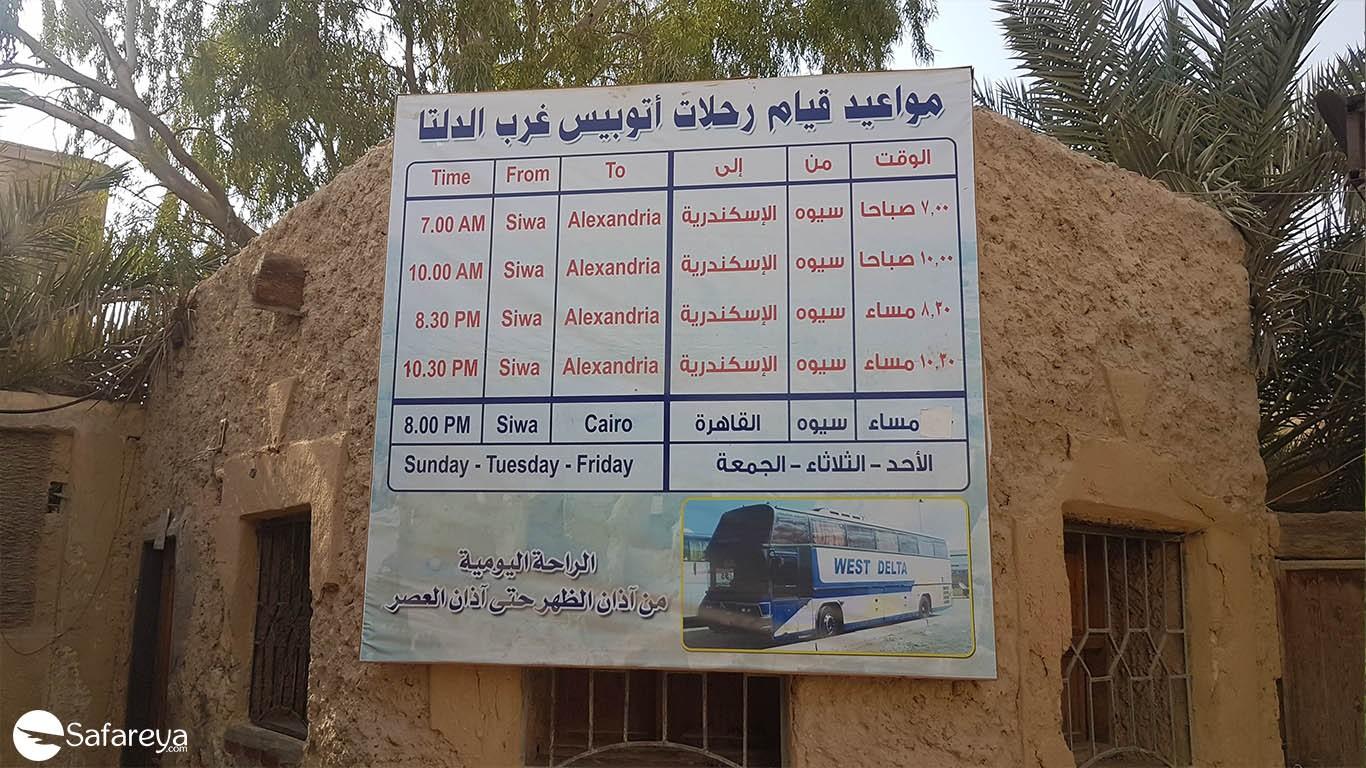 مواعيد قيام رحلات أتوبيس غرب الدلتا
Time From To إلى من الوقت
7.00 AM Siwa Alexandria الإسكندرية سيوه ٧,٠٠ صباحا
10.00 AM Siwa Alexandria الإسكندرية سيوه ١٠,٠٠ صباحا
8.30 PM Siwa Alexandria الإسكندرية سيوه ٨,٣٠ مساء
10.30 PM Siwa Alexandria الإسكندرية سيوه ١٠,٣٠ مساء
8.00 PM Siwa Cairo القاهرة سيوه مساء
Sunday - Tuesday - Friday الأحد - الثلاثاء - الجمعة
WEST DELTA
الراحة اليومية
من آذان الظهر حتى آذان العصر
Safareya.com